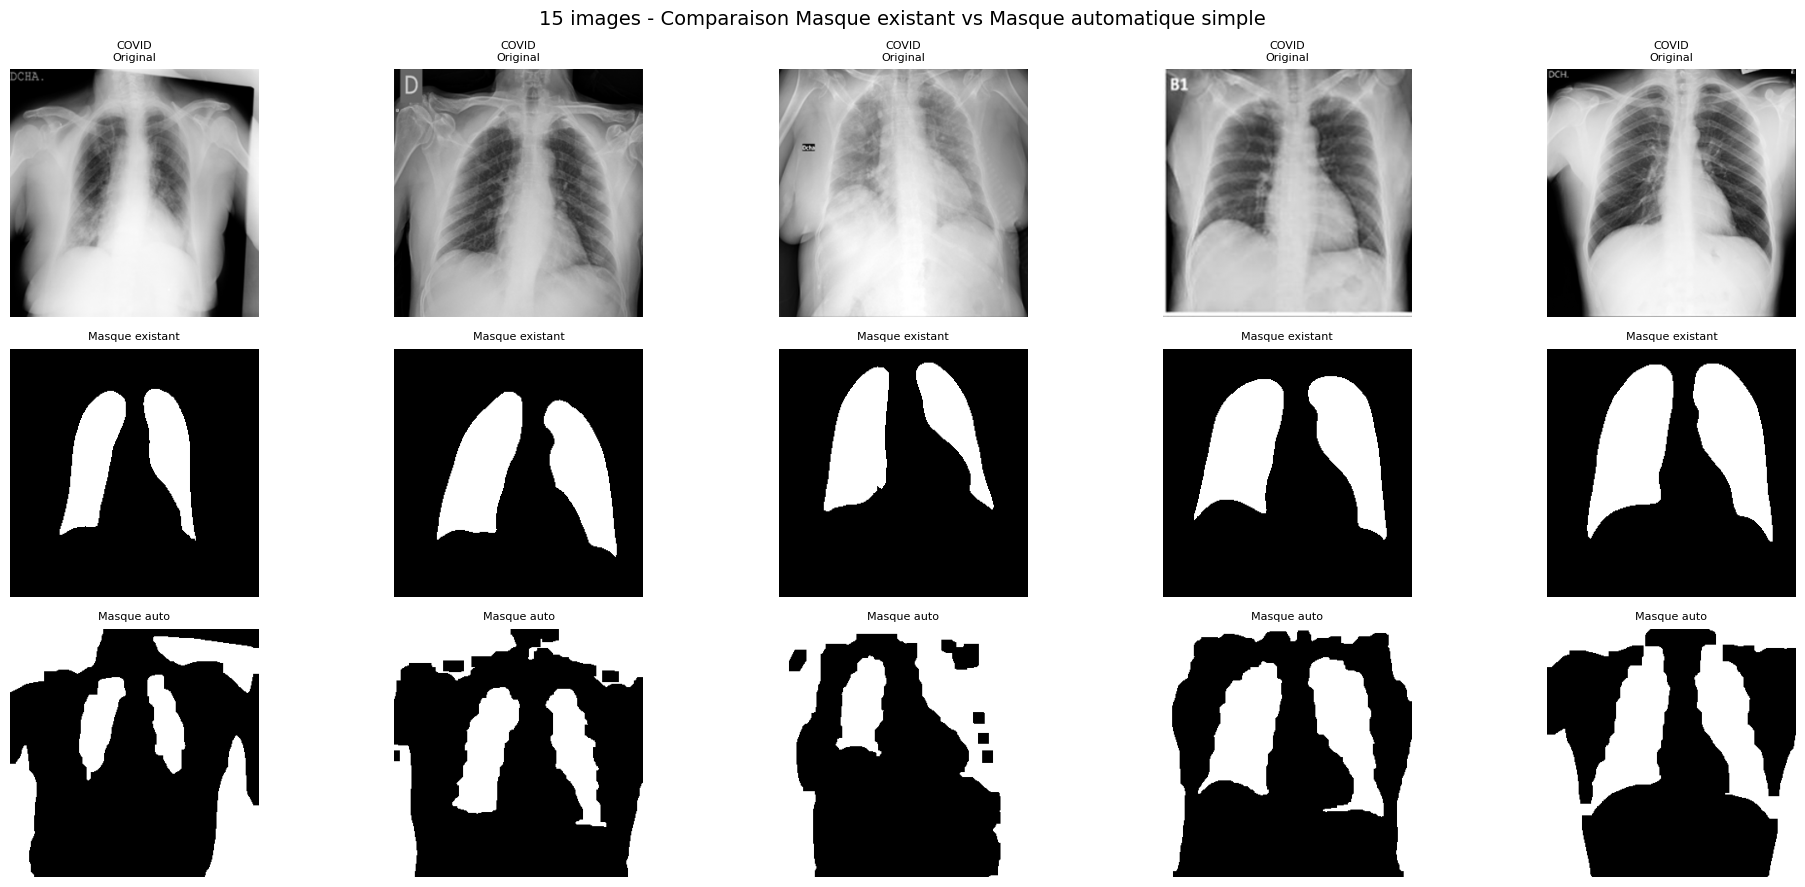 15 images - Comparaison Masque existant vs Masque automatique simple
COVID
Original
COVID
Original
COVID
Original
COVID
Original
COVID
Original
DCHA.
D
Dcha
B1
DCH.
Masque existant
Masque existant
Masque existant
Masque existant
Masque existant
Masque auto
Masque auto
Masque auto
Masque auto
Masque auto